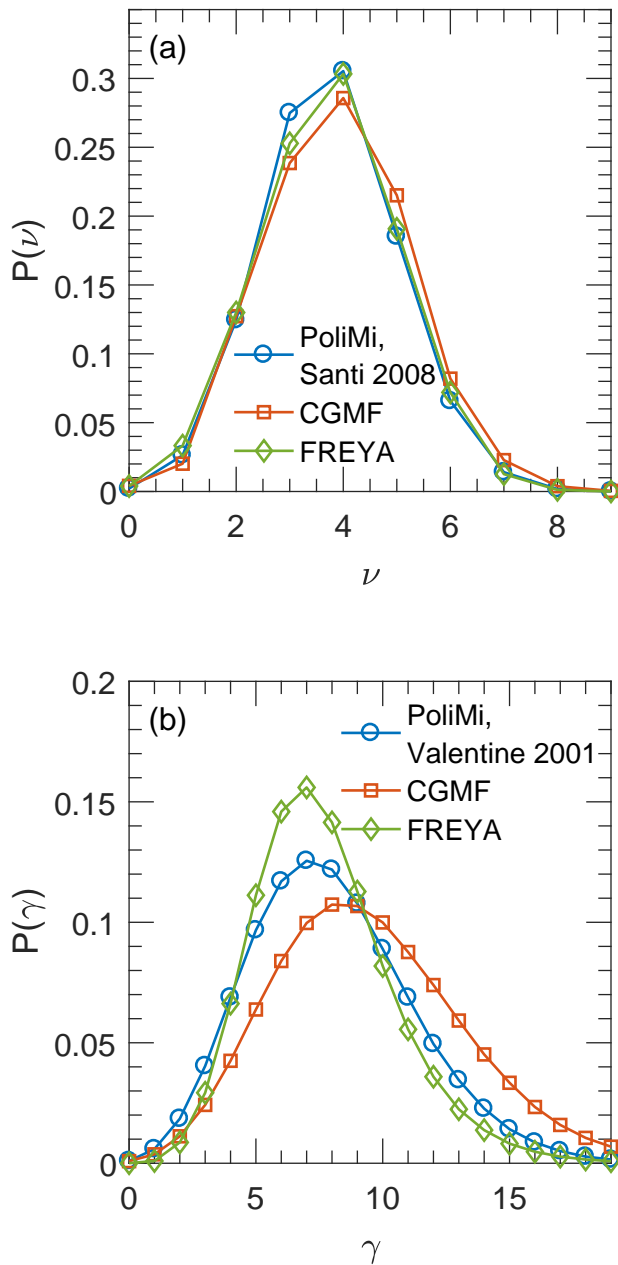 (a)
0.3
0.25
0.2
0.15
0.1
0.05
0
P(ν)
PoliMi,
Santi 2008
CGMF
FREYA
0 2 4 6 8
ν
(b)
0.2
0.15
0.1
0.05
0
P(γ)
PoliMi,
Valentine 2001
CGMF
FREYA
0 5 10 15
γ